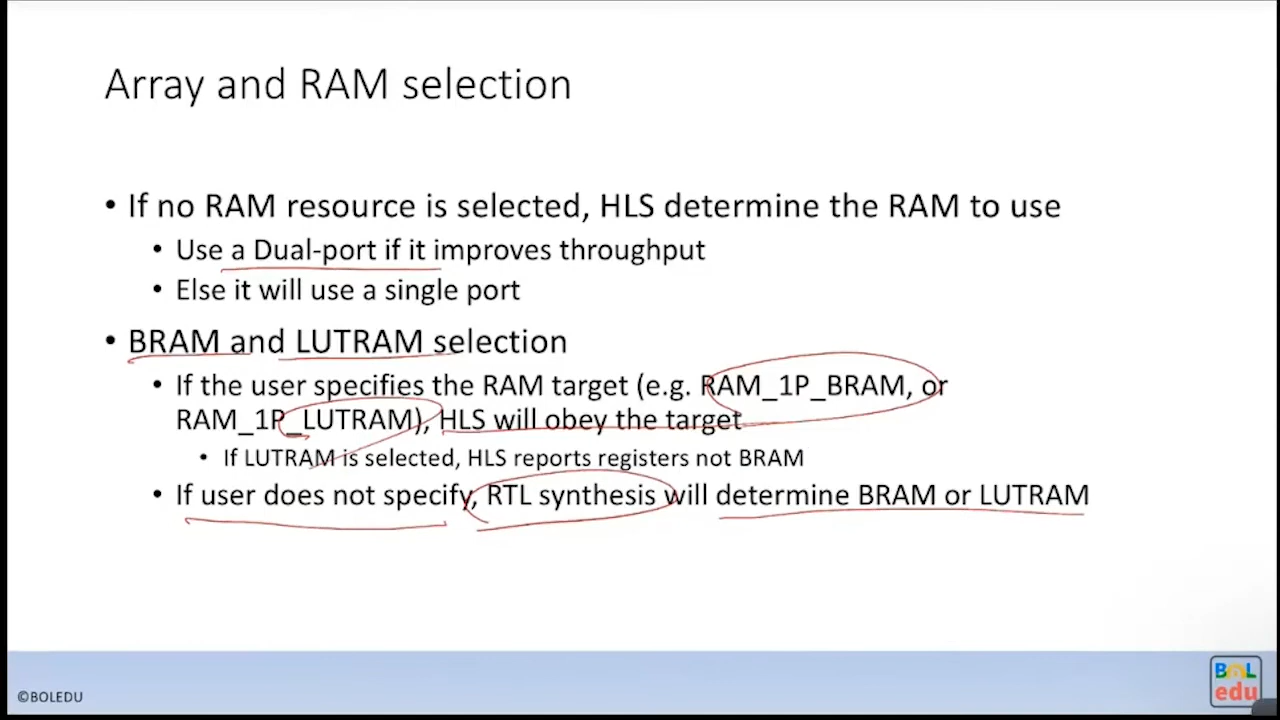 Array and RAM selection
• If no RAM resource is selected, HLS determine the RAM to use
• Use a Dual-port if it improves throughput
• Else it will use a single port
• BRAM and LUTRAM selection
• If the user specifies the RAM target (e.g. RAM_1P_BRAM, or
RAM_1P_LUTRAM), HLS will obey the target
• If LUTRAM is selected, HLS reports registers not BRAM
• If user does not specify, RTL synthesis will determine BRAM or LUTRAM
©BOLEDU
BOL
edu